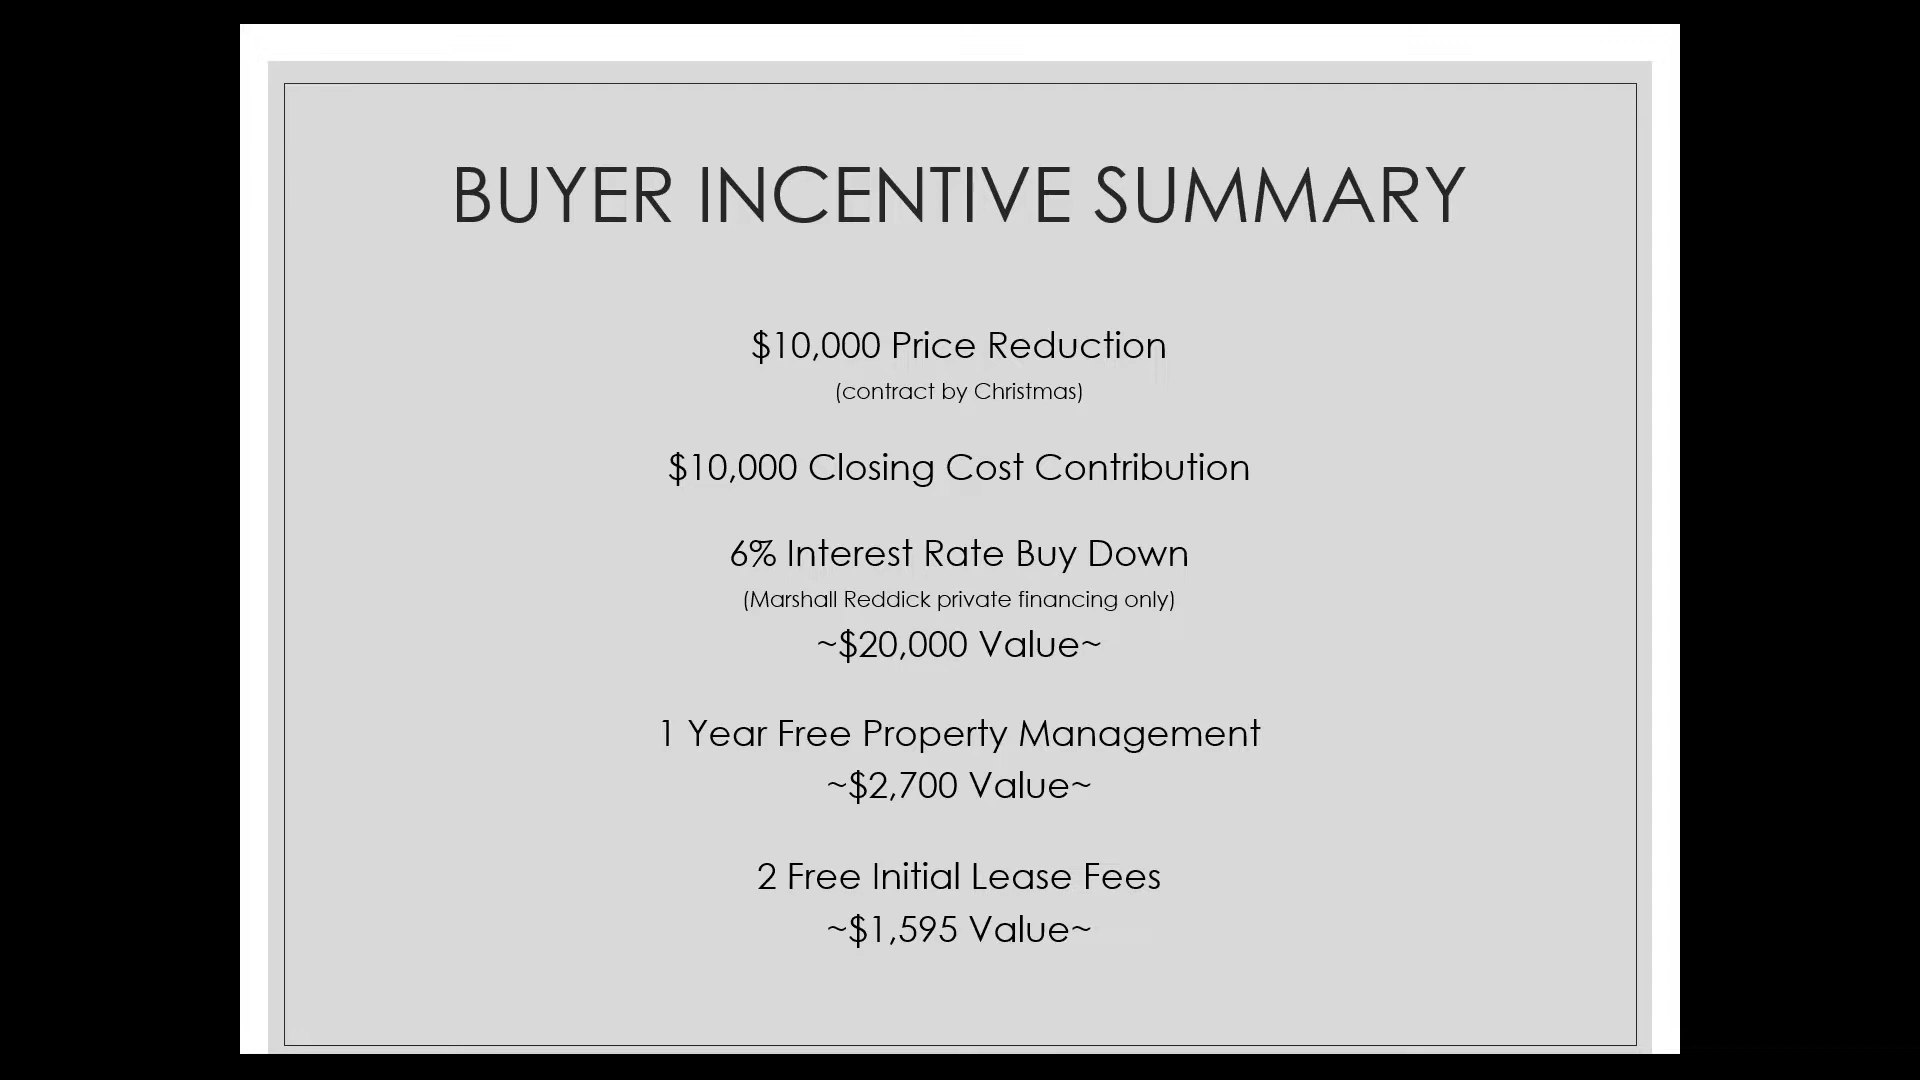 BUYER INCENTIVE SUMMARY
$10,000 Price Reduction
(contract by Christmas)
$10,000 Closing Cost Contribution
6% Interest Rate Buy Down
(Marshall Reddick private financing only)
~$20,000 Value~
1 Year Free Property Management
~$2,700 Value~
2 Free Initial Lease Fees
~$1,595 Value~